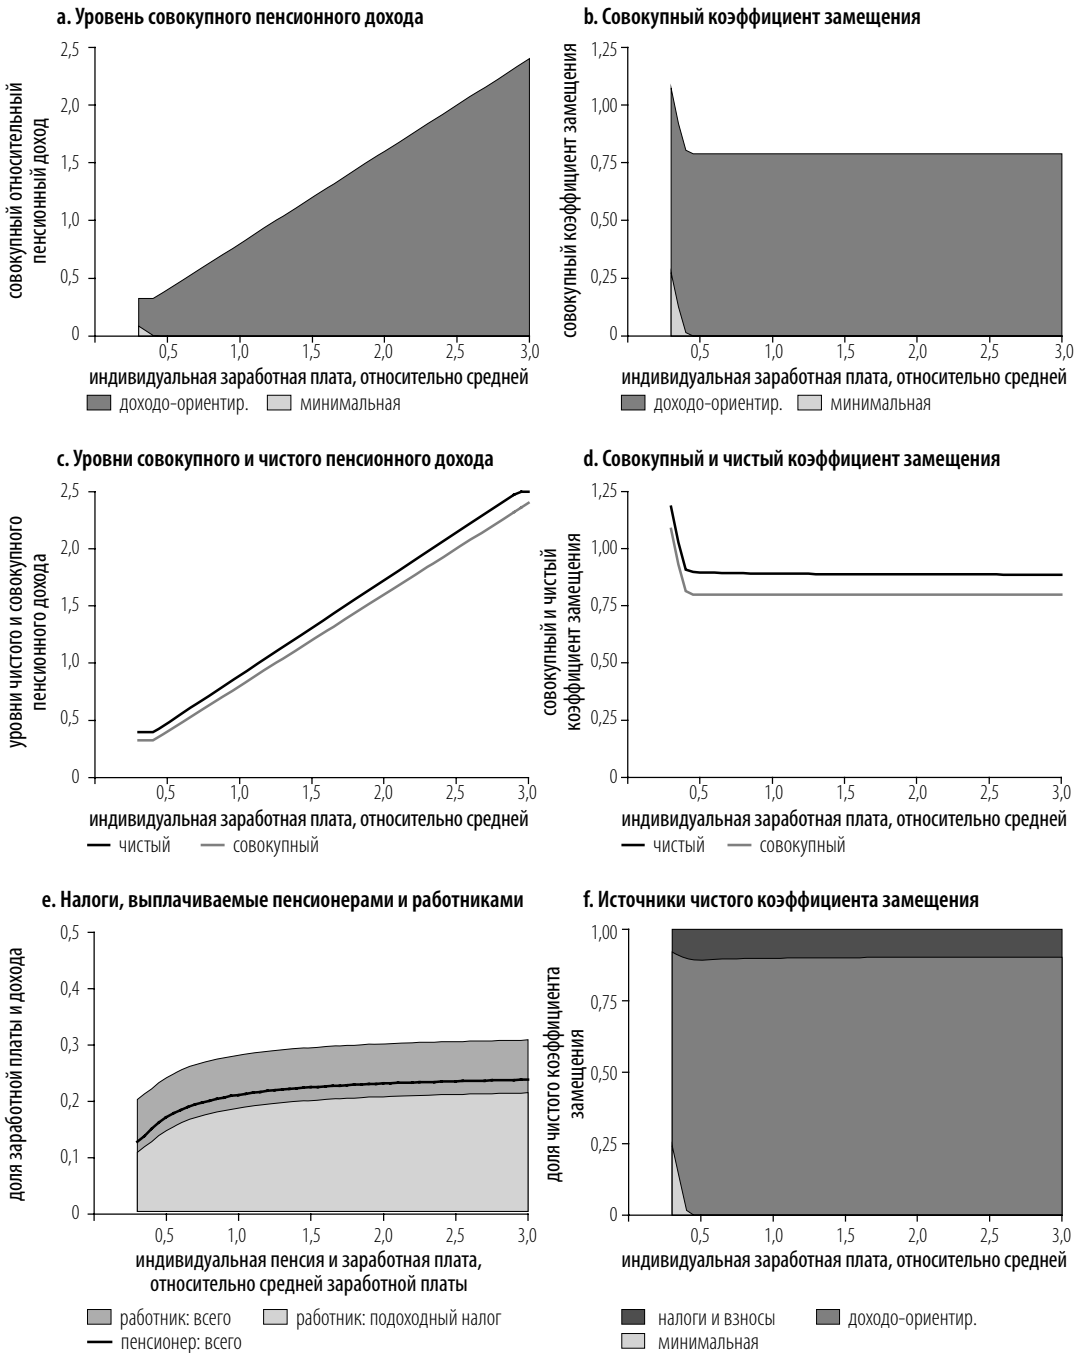 a. Уровень совокупного пенсионного дохода
совокупный относительный
пенсионный доход
2,5
2,0
1,5
1,0
0,5
0
0,5 1,0 1,5 2,0 2,5 3,0
индивидуальная заработная плата, относительно средней
доходо-ориентир. минимальная
b. Совокупный коэффициент замещения
совокупный коэффициент замещения
1,25
1,00
0,75
0,50
0,25
0
0,5 1,0 1,5 2,0 2,5 3,0
индивидуальная заработная плата, относительно средней
доходо-ориентир. минимальная
c. Уровни совокупного и чистого пенсионного дохода
уровни чистого и совокупного
пенсионного дохода
2,5
2,0
1,5
1,0
0,5
0
0,5 1,0 1,5 2,0 2,5 3,0
индивидуальная заработная плата, относительно средней
чистый совокупный
d. Совокупный и чистый коэффициент замещения
совокупный и чистый
коэффициент замещения
1,25
1,00
0,75
0,50
0,25
0
0,5 1,0 1,5 2,0 2,5 3,0
индивидуальная заработная плата, относительно средней
чистый совокупный
e. Налоги, выплачиваемые пенсионерами и работниками
доля заработной платы и дохода
0,5
0,4
0,3
0,2
0,1
0
0,5 1,0 1,5 2,0 2,5 3,0
индивидуальная пенсия и заработная плата,
относительно средней заработной платы
работник: всего работник: подоходный налог
пенсионер: всего
f. Источники чистого коэффициента замещения
доля чистого коэффициента
замещения
1,00
0,75
0,50
0,25
0
0,5 1,0 1,5 2,0 2,5 3,0
индивидуальная заработная плата, относительно средней
налоги и взносы доходо-ориентир.
минимальная